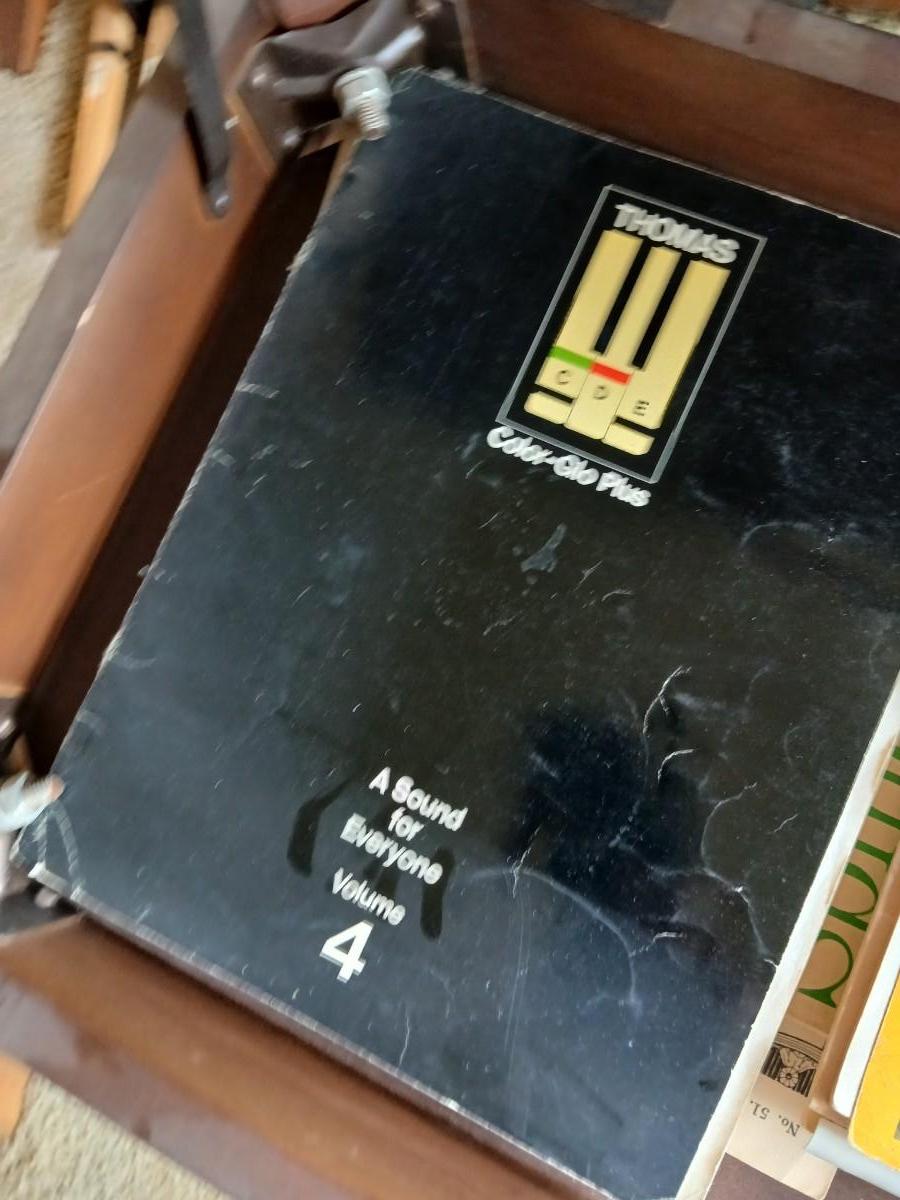 THOMAS
C D E
Color-Glo Plus
A Sound
for
Everyone
Volume
4
No. 51.